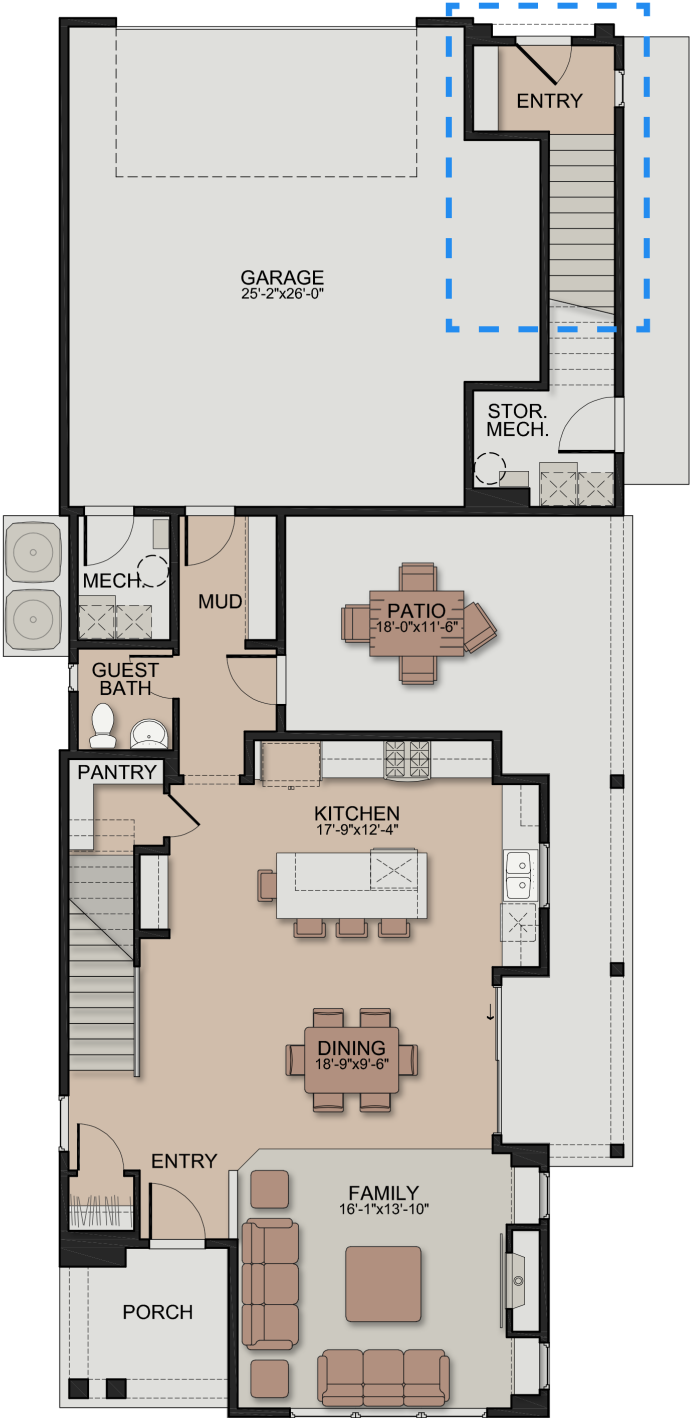 ENTRY
GARAGE
25'-2"x26'-0"
STOR.
MECH.
MECH.
MUD
PATIO
18'-0"x11'-6"
GUEST
BATH
PANTRY
KITCHEN
17'-9"x12'-4"
DINING
18'-9"x9'-6"
ENTRY
FAMILY
16'-1"x13'-10"
PORCH